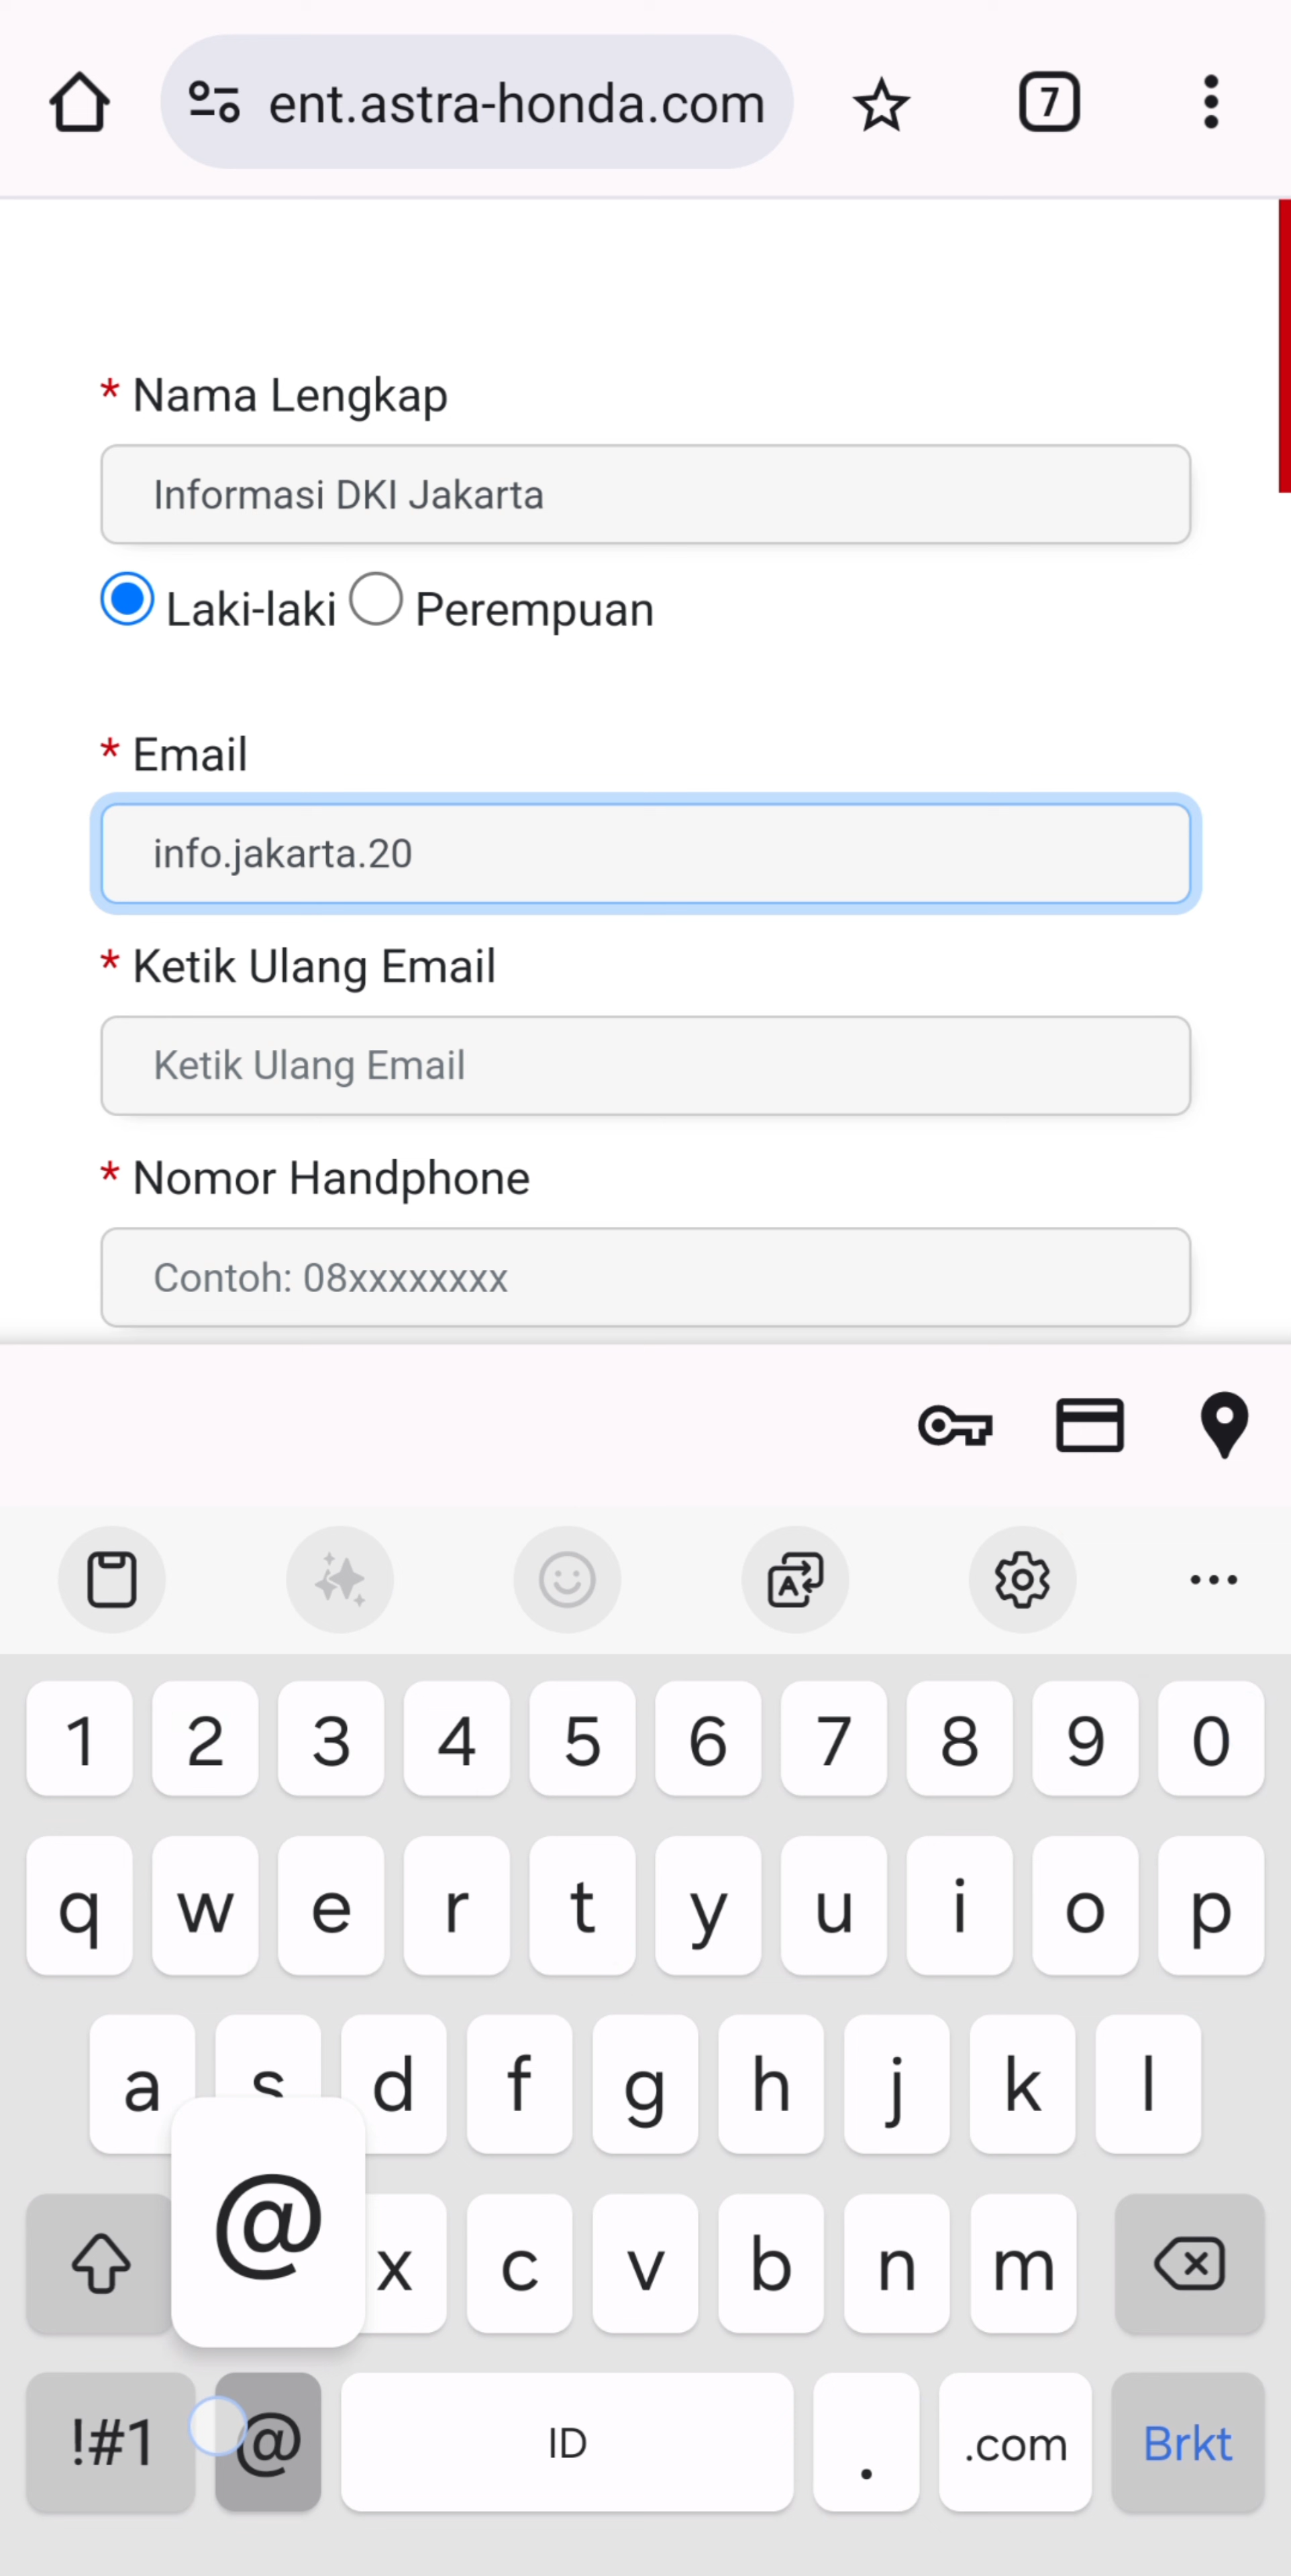 ent.astra-honda.com
7
* Nama Lengkap
Informasi DKI Jakarta
Laki-laki Perempuan
* Email
info.jakarta.20
* Ketik Ulang Email
Ketik Ulang Email
* Nomor Handphone
Contoh: 08xxxxxxxx
1 2 3 4 5 6 7 8 9 0
q w e r t y u i o p
a s d f g h j k l
@ x c v b n m
!#1 @ ID . .com Brkt